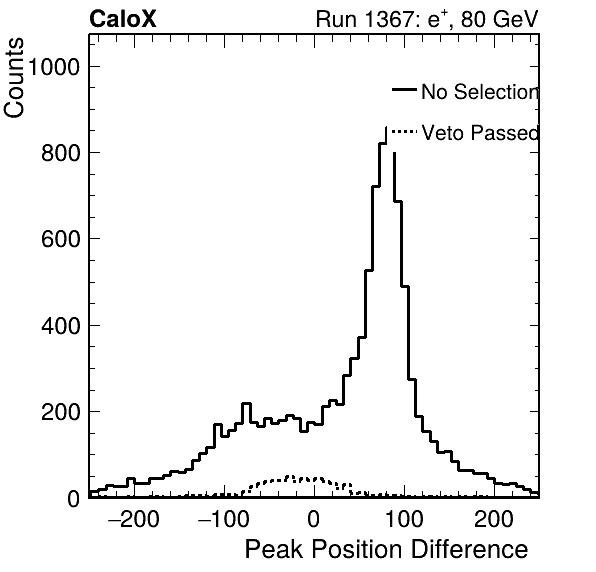 CaloX Run 1367: e⁺, 80 GeV
Counts
1000
No Selection
Veto Passed
800
600
400
200
0
−200 −100 0 100 200
Peak Position Difference